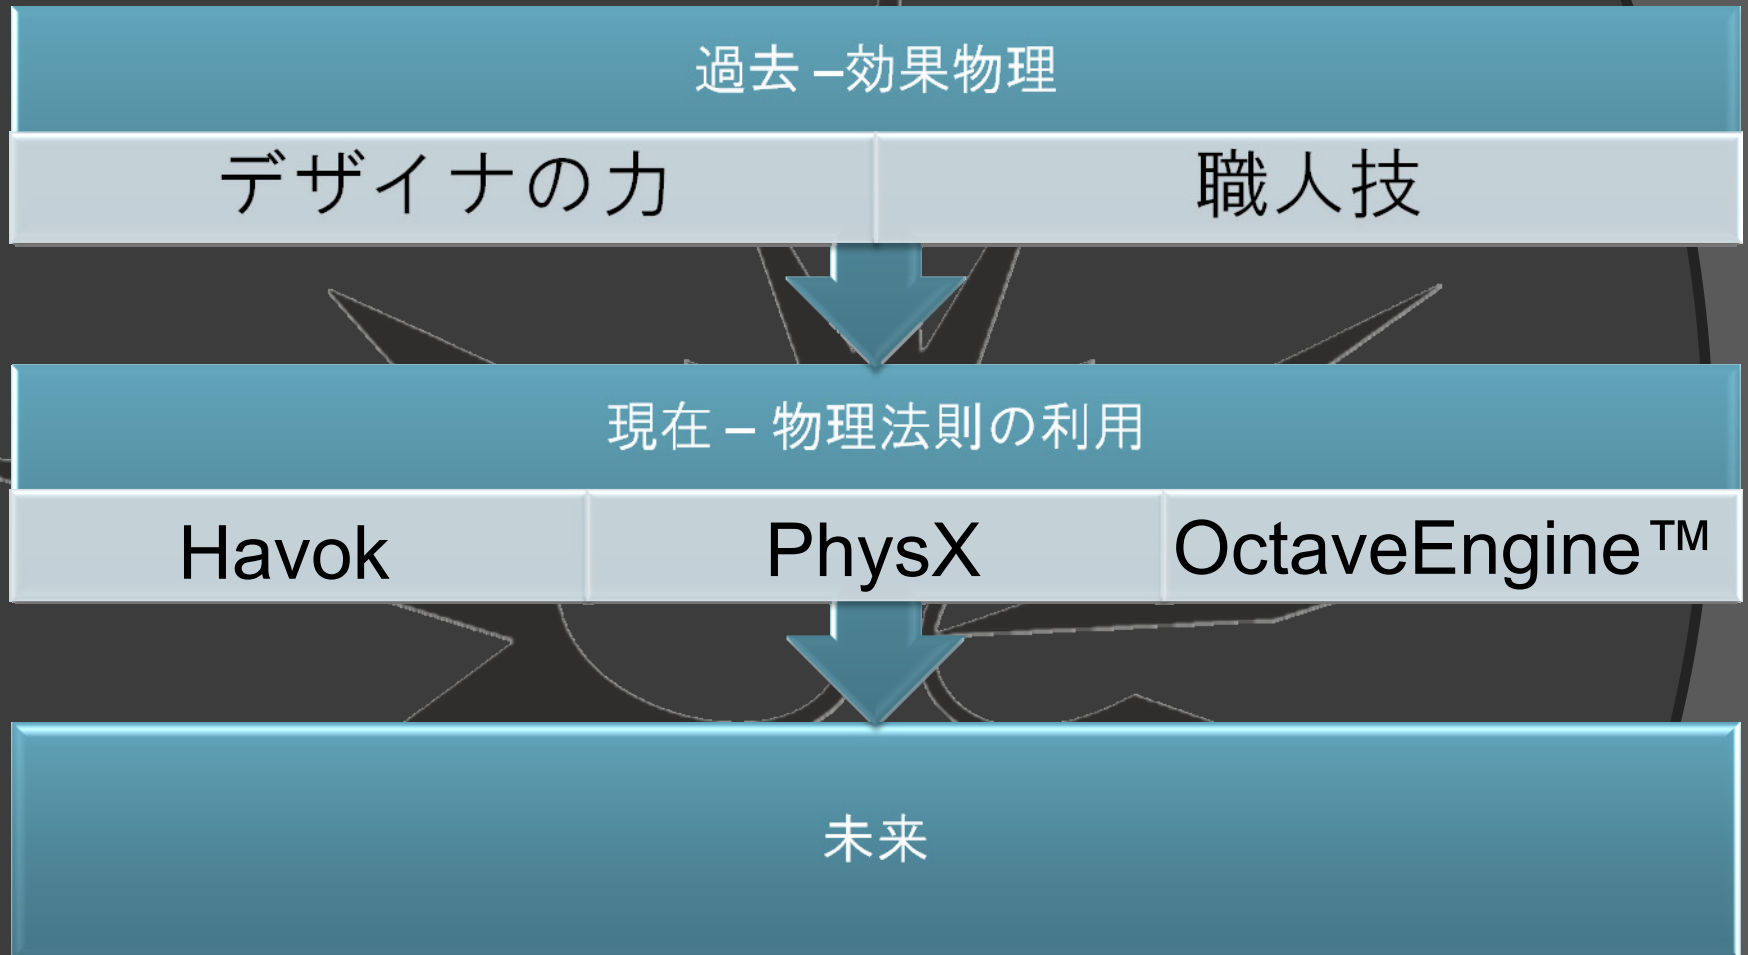 過去 –効果物理
デザイナの力 職人技
現在 – 物理法則の利用
Havok PhysX OctaveEngine™
未来